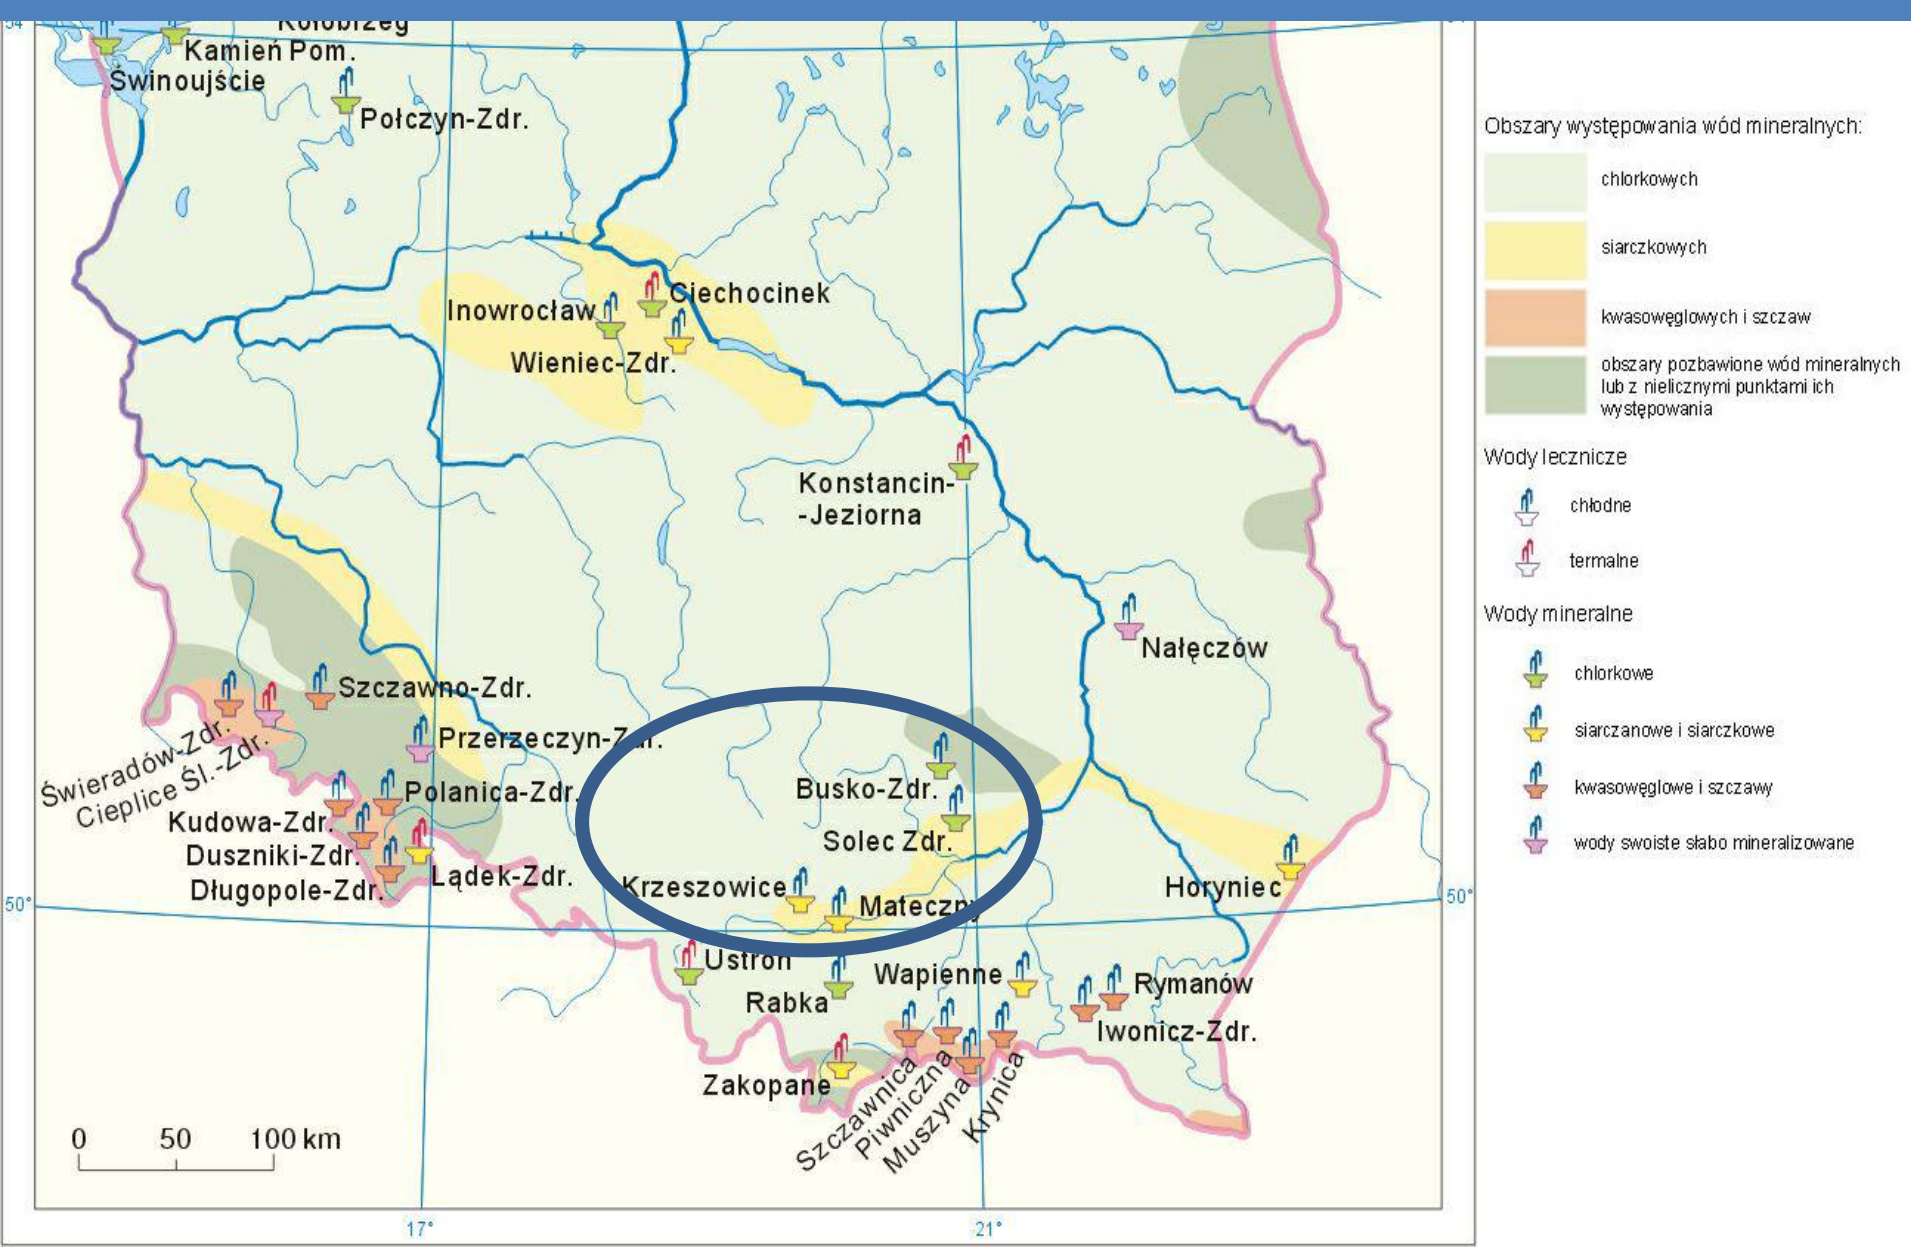 54°
Kołobrzeg
Kamień Pom.
Świnoujście
Połczyn-Zdr.
Ciechocinek
Inowrocław
Wieniec-Zdr.
Konstancin-
-Jeziorna
Nałęczów
Szczawno-Zdr.
Przerzeczyn-Zdr.
Świeradów-Zdr.
Cieplice Śl.-Zdr.
Polanica-Zdr.
Kudowa-Zdr.
Duszniki-Zdr.
Długopole-Zdr.
Lądek-Zdr.
Busko-Zdr.
Solec Zdr.
Krzeszowice
Mateczny
Horyniec
50°
50°
Ustroń
Rabka
Wapienne
Rymanów
Iwonicz-Zdr.
Zakopane
Szczawnica
Piwniczna
Muszyna
Krynica
0 50 100 km
17°
21°
Obszary występowania wód mineralnych:
chlorkowych
siarczkowych
kwasowęglowych i szczaw
obszary pozbawione wód mineralnych
lub z nielicznymi punktami ich
występowania
Wody lecznicze
chłodne
termalne
Wody mineralne
chlorkowe
siarczanowe i siarczkowe
kwasowęglowe i szczawy
wody swoiste słabo mineralizowane